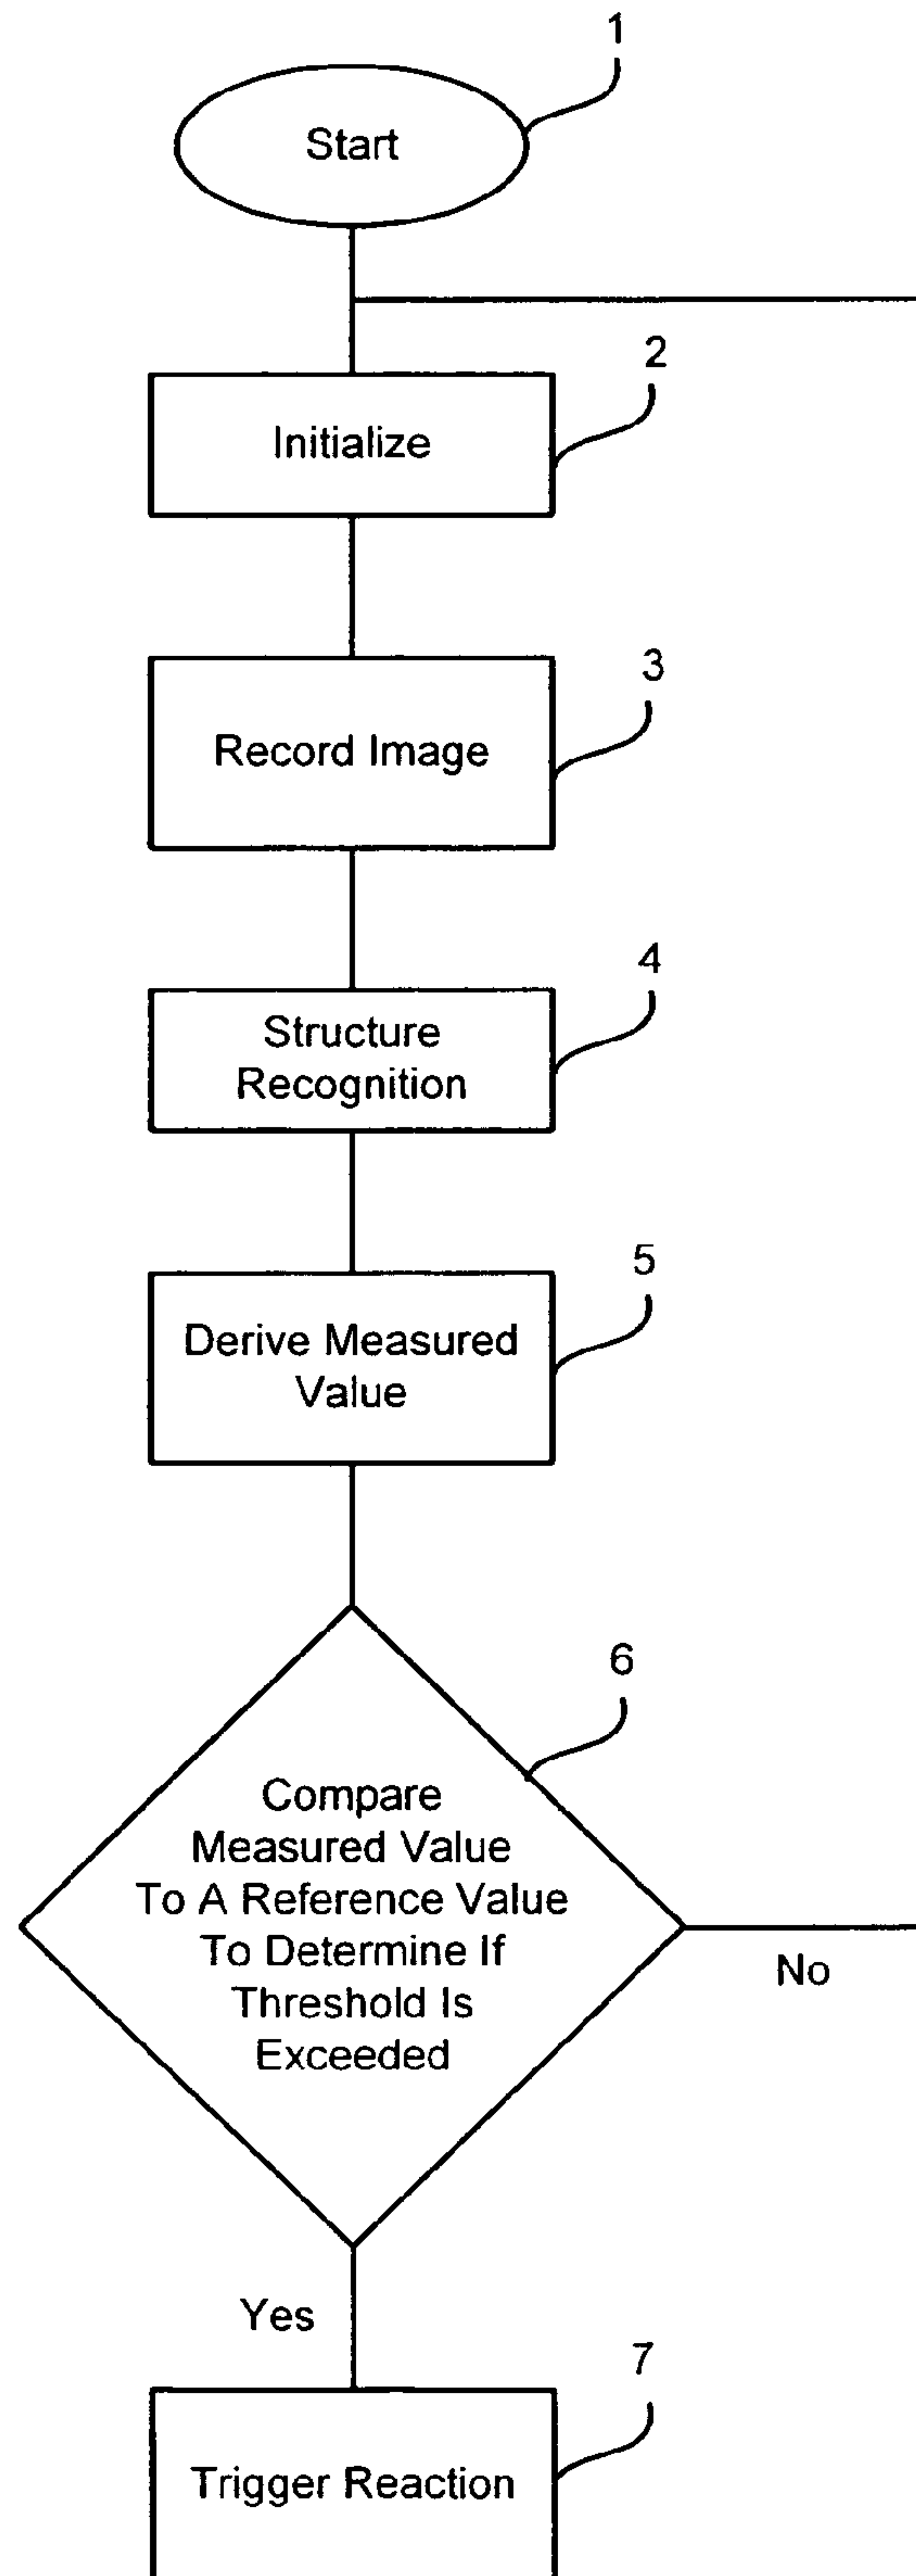 1
Start
2
Initialize
3
Record Image
4
Structure
Recognition
5
Derive Measured
Value
6
Compare
Measured Value
To A Reference Value
To Determine If
Threshold Is
Exceeded
No
Yes
7
Trigger Reaction